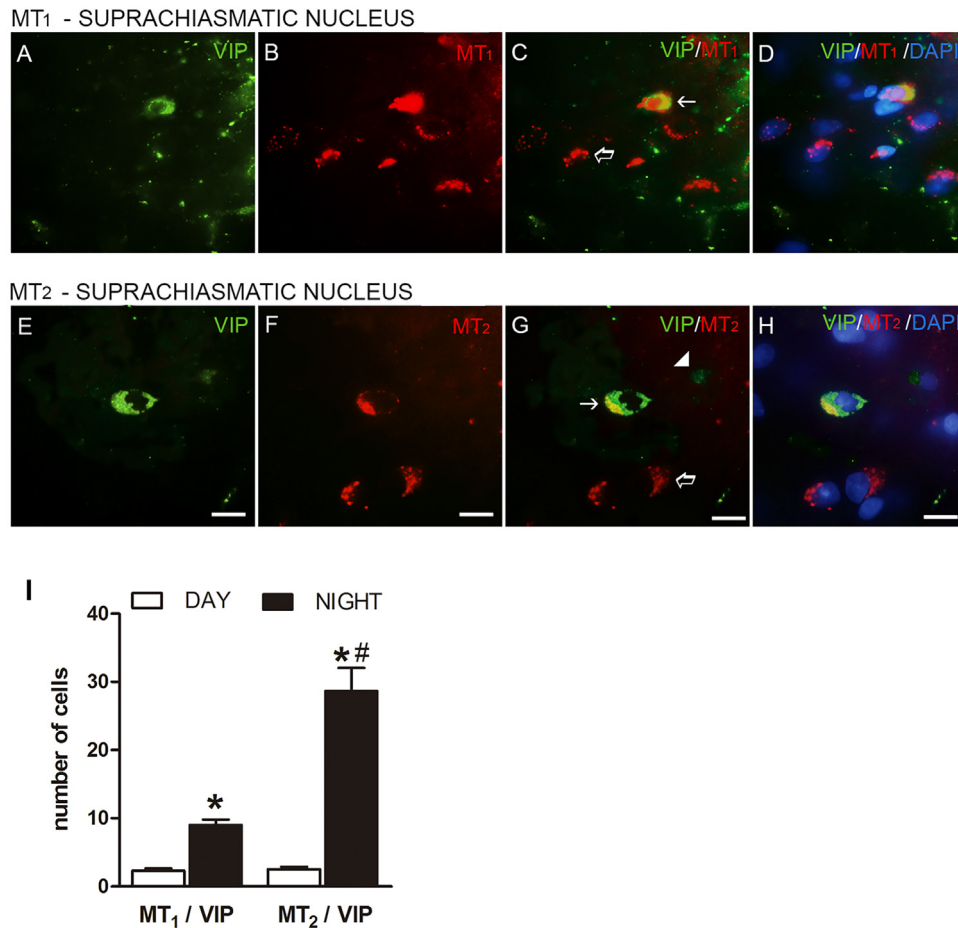 MT1 - SUPRACHIASMATIC NUCLEUS
A VIP
B MT1
C VIP/MT1
D VIP/MT1/DAPI
MT2 - SUPRACHIASMATIC NUCLEUS
E VIP
F MT2
G VIP/MT2
H VIP/MT2/DAPI
I
DAY NIGHT
number of cells
40
30
20
10
0
*
*#
MT1 / VIP MT2 / VIP